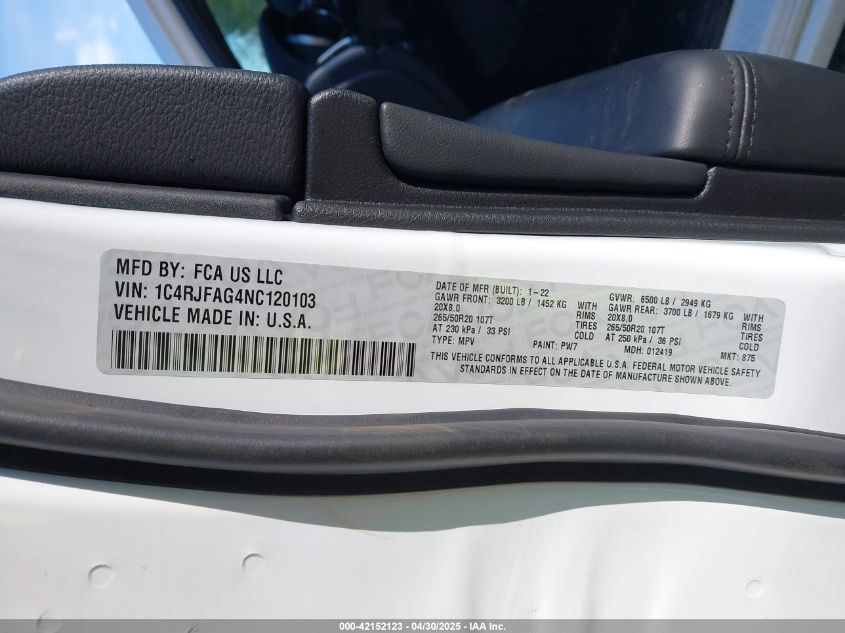 MFD BY: FCA US LLC
VIN: 1C4RJFAG4NC120103
VEHICLE MADE IN: U.S.A.
DATE OF MFR (BUILT): 1-22 GVWR: 6500 LB / 2949 KG
GAWR FRONT: 3200 LB / 1452 KG WITH GAWR REAR: 3700 LB / 1679 KG WITH
20X8.0 RIMS 20X8.0 RIMS
265/50R20 107T TIRES 265/50R20 107T TIRES
AT 230 kPa / 33 PSI COLD AT 250 kPa / 36 PSI COLD
TYPE: MPV PAINT: PW7 MDH: 012419 MKT: 875
THIS VEHICLE CONFORMS TO ALL APPLICABLE U.S.A. FEDERAL MOTOR VEHICLE SAFETY
STANDARDS IN EFFECT ON THE DATE OF MANUFACTURE SHOWN ABOVE.
000-42152123 - 04/30/2025 - IAA Inc.